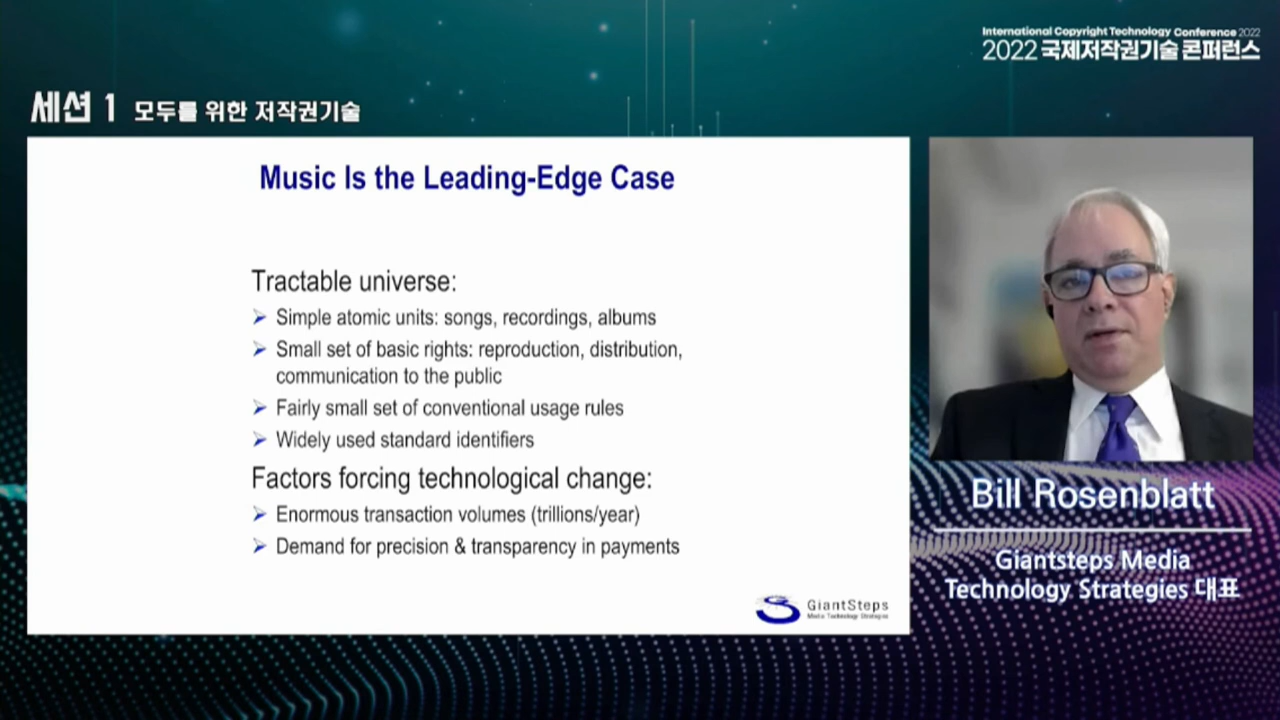 International Copyright Technology Conference 2022
2022 국제저작권기술 콘퍼런스
세션 1 모두를 위한 저작권기술
Music Is the Leading-Edge Case
Tractable universe:
Simple atomic units: songs, recordings, albums
Small set of basic rights: reproduction, distribution,
communication to the public
Fairly small set of conventional usage rules
Widely used standard identifiers
Factors forcing technological change:
Enormous transaction volumes (trillions/year)
Demand for precision & transparency in payments
GiantSteps
Media Technology Strategies
Bill Rosenblatt
Giantsteps Media
Technology Strategies 대표